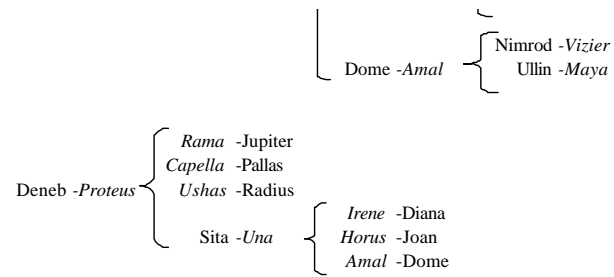 Nimrod -Vizier
Dome -Amal
Ullin -Maya
Rama -Jupiter
Capella -Pallas
Deneb -Proteus
Ushas -Radius
Sita -Una
Irene -Diana
Horus -Joan
Amal -Dome